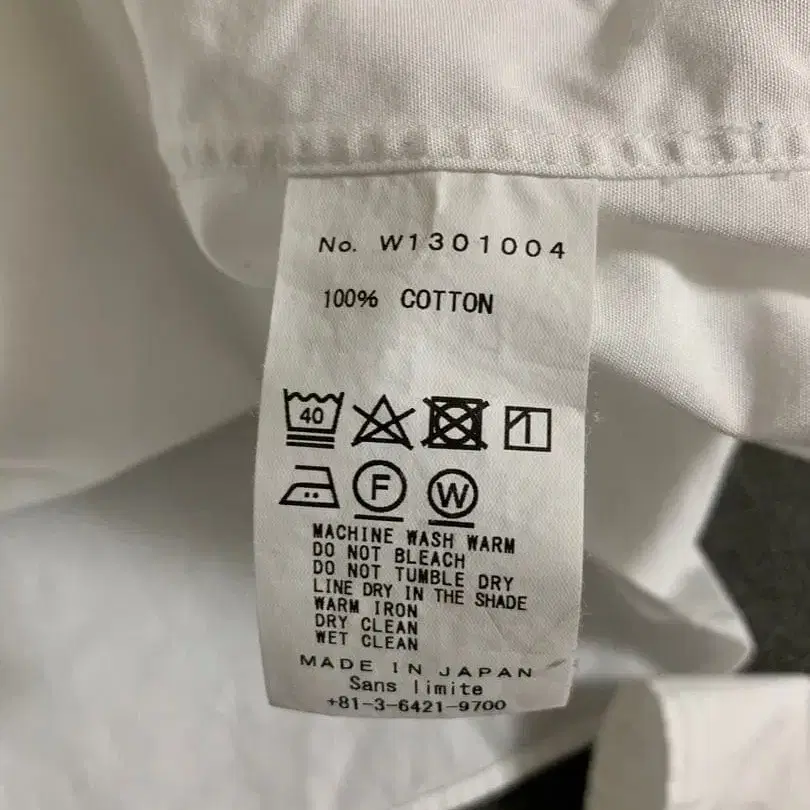 No. W1301004
100% COTTON
40
F W
MACHINE WASH WARM
DO NOT BLEACH
DO NOT TUMBLE DRY
LINE DRY IN THE SHADE
WARM IRON
DRY CLEAN
WET CLEAN
MADE IN JAPAN
Sans limite
+81-3-6421-9700